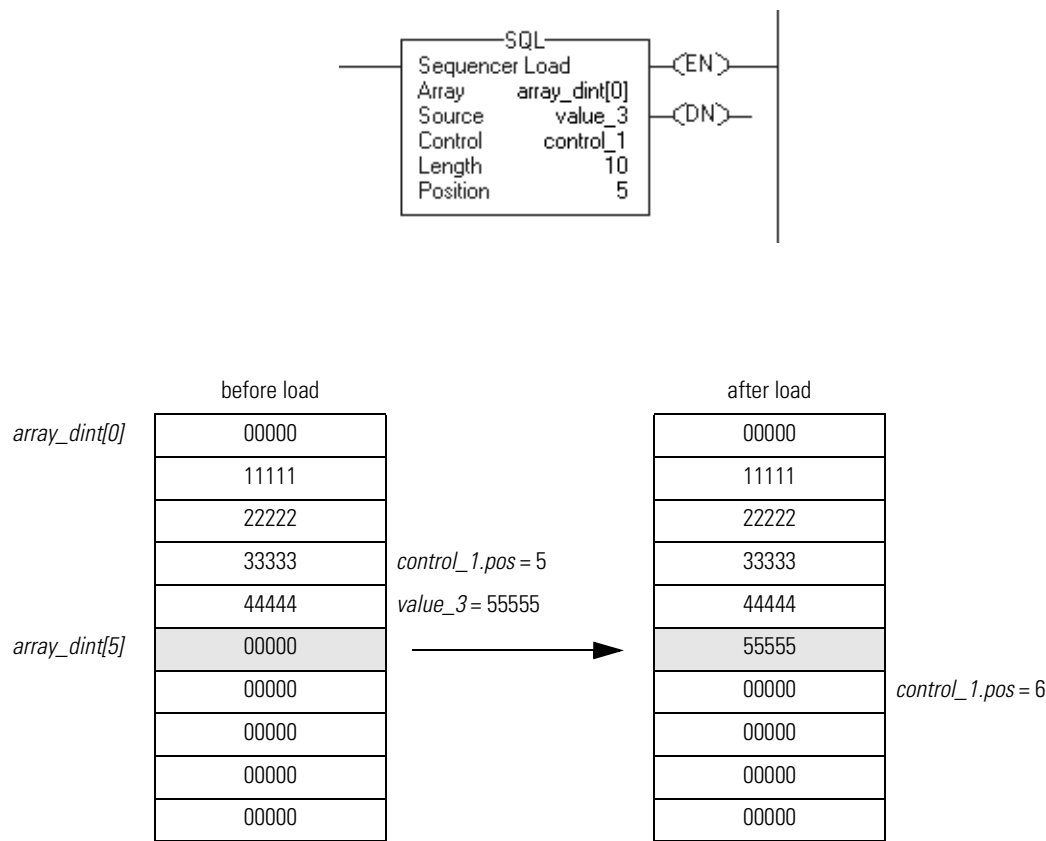 SQL
Sequencer Load
Array array_dint[0]
Source value_3
Control control_1
Length 10
Position 5
EN
DN
before load after load
array_dint[0] 00000 00000
11111 11111
22222 22222
33333 control_1.pos = 5 33333
44444 value_3 = 55555 44444
array_dint[5] 00000 55555
00000 00000 control_1.pos = 6
00000 00000
00000 00000
00000 00000